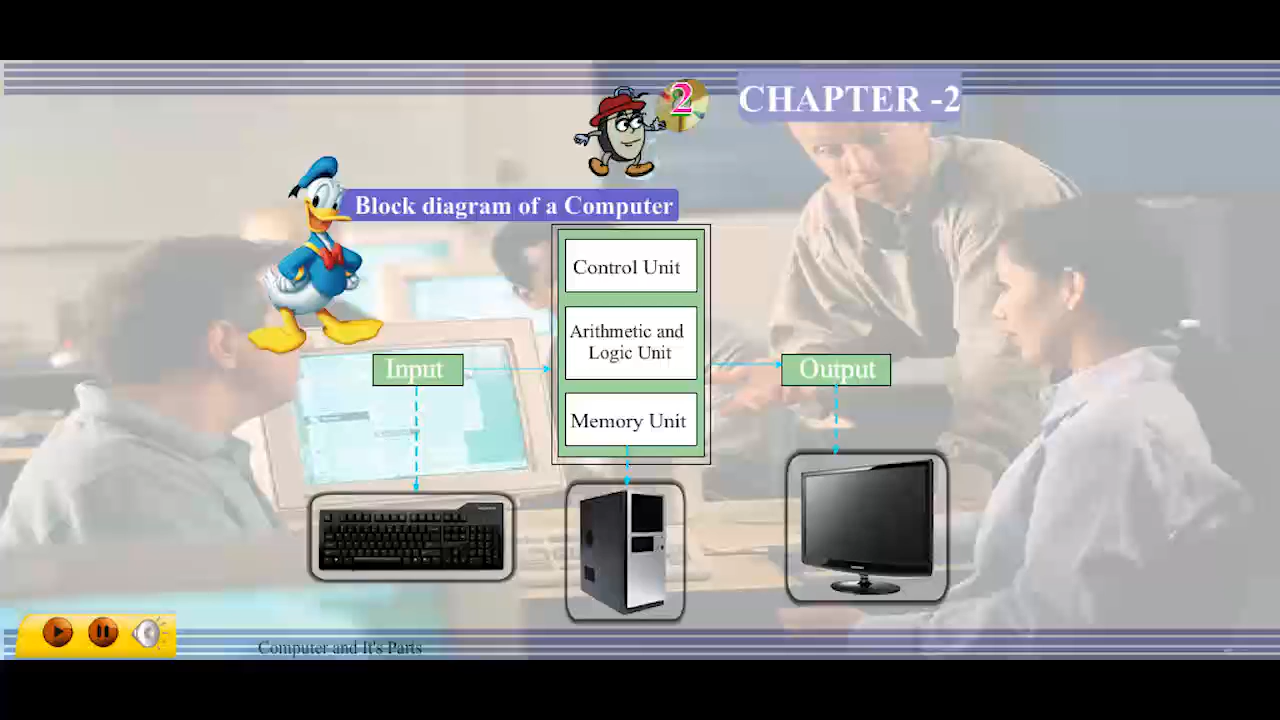 2
CHAPTER -2
Block diagram of a Computer
Control Unit
Arithmetic and
Logic Unit
Memory Unit
Input
Output
Computer and It's Parts